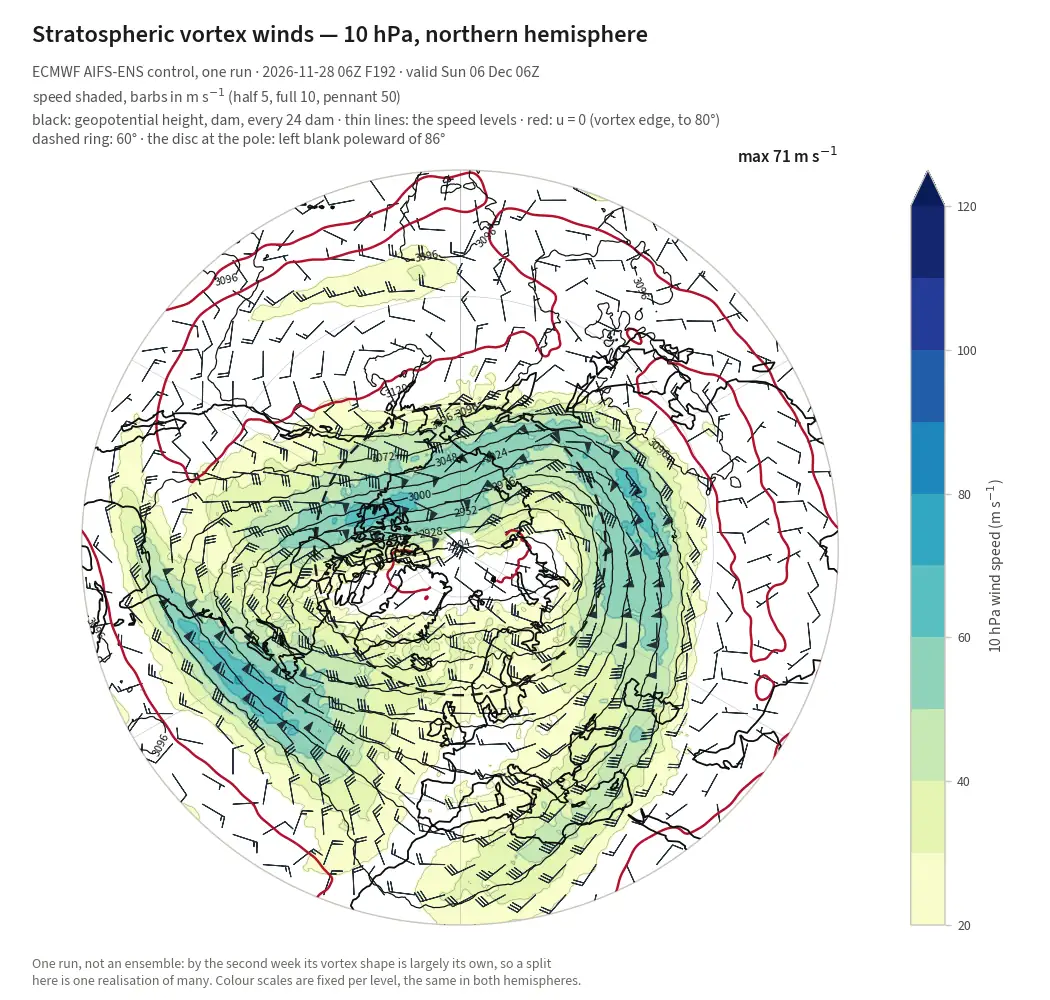 Stratospheric vortex winds — 10 hPa, northern hemisphere
ECMWF AIFS-ENS control, one run · 2026-11-28 06Z F192 · valid Sun 06 Dec 06Z
speed shaded, barbs in m s⁻¹ (half 5, full 10, pennant 50)
black: geopotential height, dam, every 24 dam · thin lines: the speed levels · red: u = 0 (vortex edge, to 80°)
dashed ring: 60° · the disc at the pole: left blank poleward of 86°
max 71 m s⁻¹
120
100
80
60
40
20
10 hPa wind speed (m s⁻¹)
3096
3096
3096
3096
3120
3072
3048
3024
3000
2976
2952
2928
2904
3096
3096
One run, not an ensemble: by the second week its vortex shape is largely its own, so a split
here is one realisation of many. Colour scales are fixed per level, the same in both hemispheres.